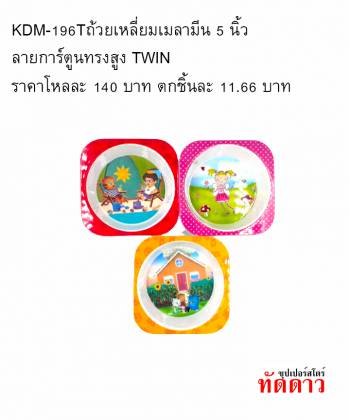 KDM-196Tถ้วยเหลี่ยมเมลามีน 5 นิ้ว
ลายการ์ตูนทรงสูง TWIN
ราคาโหลละ 140 บาท ตกชิ้นละ 11.66 บาท
ซุปเปอร์สโตร์
ทัดดาว